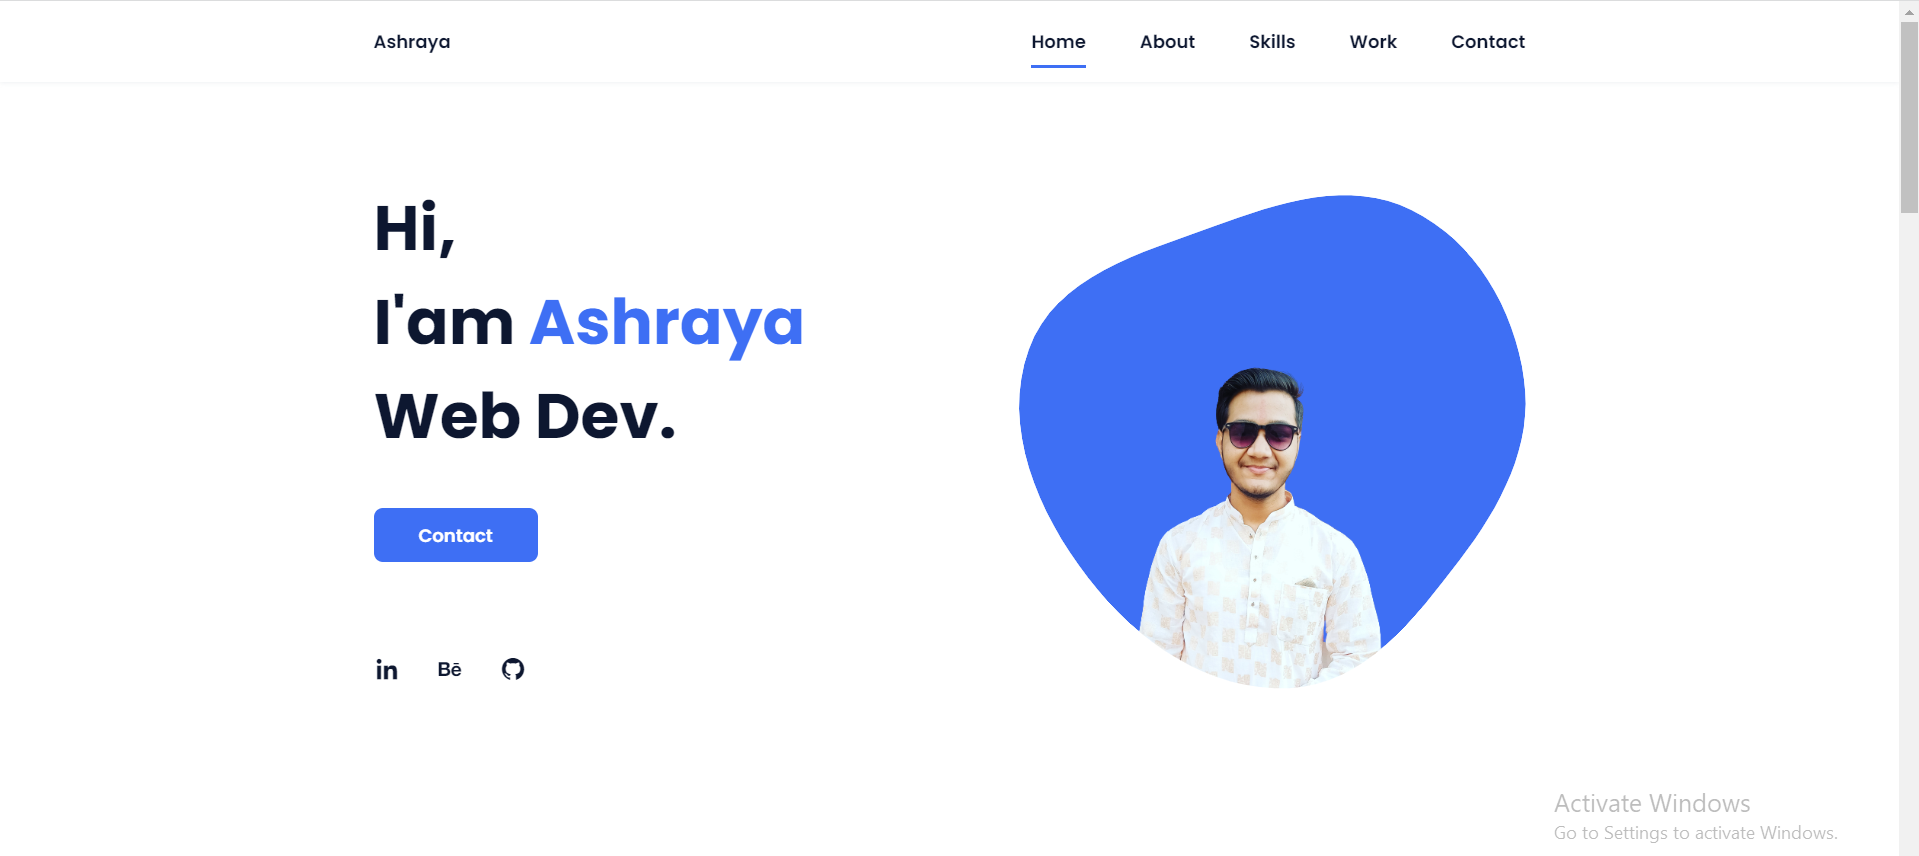 Ashraya
Home About Skills Work Contact
Hi,
I'am Ashraya
Web Dev.
Contact
in Bē
Activate Windows
Go to Settings to activate Windows.